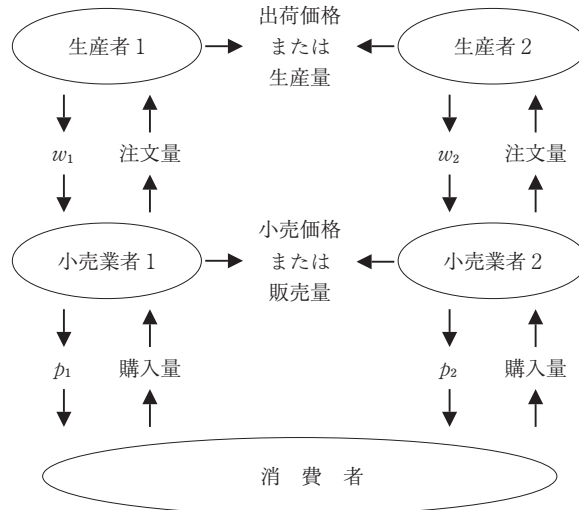 生産者1
出荷価格
または
生産量
生産者2
w₁
注文量
w₂
注文量
小売業者1
小売価格
または
販売量
小売業者2
p₁
購入量
p₂
購入量
消 費 者